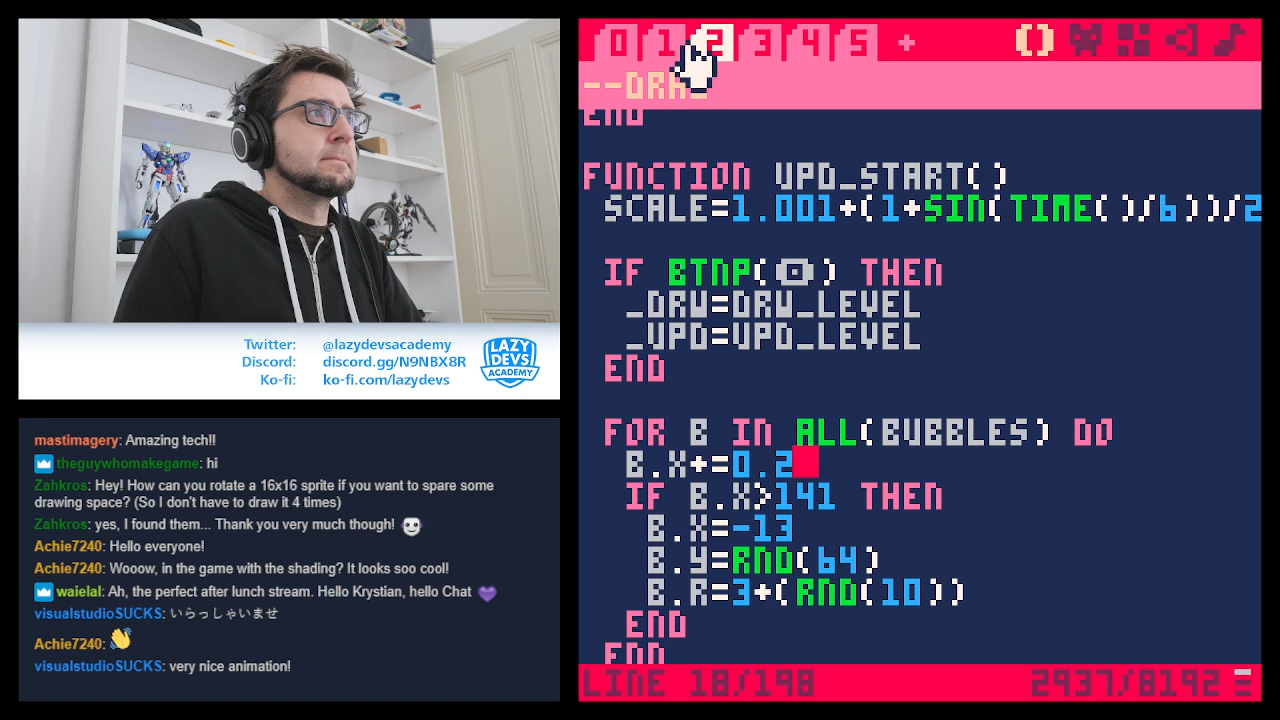 Twitter: @lazydevsacademy
Discord: discord.gg/N9NBX8R
Ko-fi: ko-fi.com/lazydevs
LAZY
DEVS
ACADEMY
mastimagery: Amazing tech!!
theguywhomakegame: hi
Zahkros: Hey! How can you rotate a 16x16 sprite if you want to spare some
drawing space? (So I don't have to draw it 4 times)
Zahkros: yes, I found them... Thank you very much though!
Achie7240: Hello everyone!
Achie7240: Wooow, in the game with the shading? It looks soo cool!
waielal: Ah, the perfect after lunch stream. Hello Krystian, hello Chat 💜
visualstudioSUCKS: いらっしゃいませ
Achie7240: 👋
visualstudioSUCKS: very nice animation!
0 1 2 3 4 5 +
--DRAW
END
FUNCTION UPD_START()
SCALE=1.001+(1+SIN(TIME()/6))/2
IF BTNP(🅾️) THEN
_DRW=DRW_LEVEL
_UPD=UPD_LEVEL
END
FOR B IN ALL(BUBBLES) DO
B.X+=0.2
IF B.X>141 THEN
B.X=-13
B.Y=RND(64)
B.R=3+(RND(10))
END
END
LINE 18/198 2937/8192